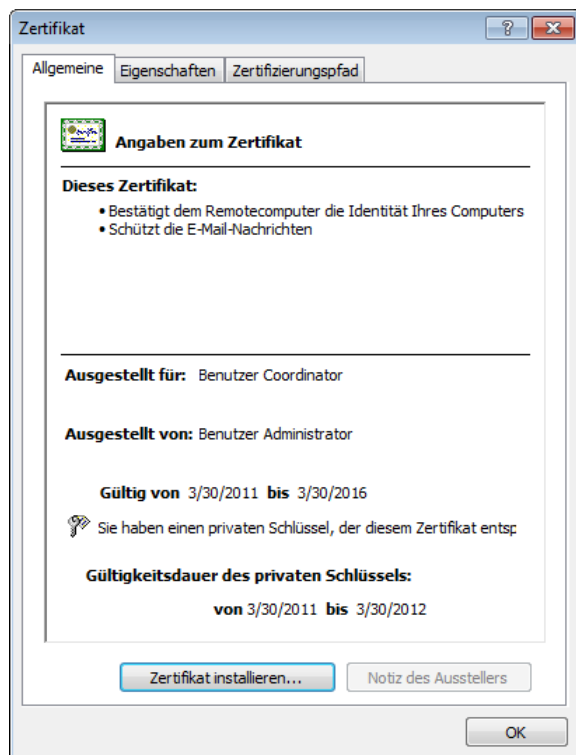 Zertifikat
Allgemeine Eigenschaften Zertifizierungspfad
Angaben zum Zertifikat
Dieses Zertifikat:
• Bestätigt dem Remotecomputer die Identität Ihres Computers
• Schützt die E-Mail-Nachrichten
Ausgestellt für: Benutzer Coordinator
Ausgestellt von: Benutzer Administrator
Gültig von 3/30/2011 bis 3/30/2016
Sie haben einen privaten Schlüssel, der diesem Zertifikat entsp
Gültigkeitsdauer des privaten Schlüssels:
von 3/30/2011 bis 3/30/2012
Zertifikat installieren... Notiz des Ausstellers
OK